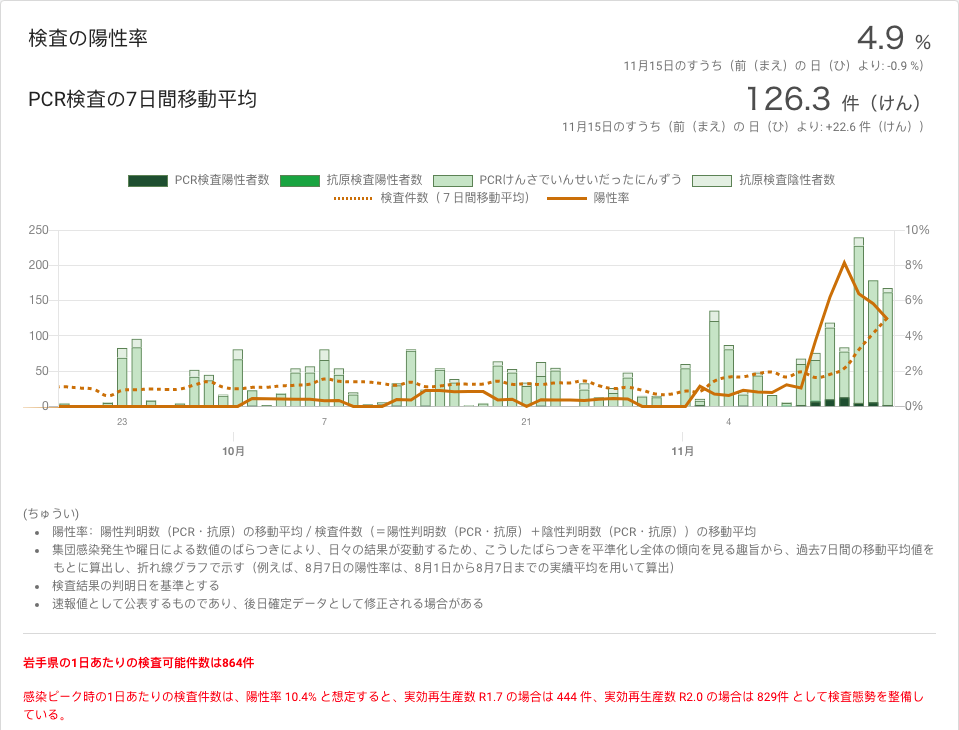 検査の陽性率
4.9 %
11月15日のすうち（前（まえ）の 日（ひ）より: -0.9 %）
PCR検査の7日間移動平均
126.3 件（けん）
11月15日のすうち（前（まえ）の 日（ひ）より: +22.6 件（けん））
PCR検査陽性者数 抗原検査陽性者数 PCRけんさでいんせいだったにんずう 抗原検査陰性者数
検査件数（７日間移動平均） 陽性率
250 10%
200 8%
150 6%
100 4%
50 2%
0 0%
23 7 21 4
10月 11月
(ちゅうい)
陽性率：陽性判明数（PCR・抗原）の移動平均 / 検査件数（＝陽性判明数（PCR・抗原）＋陰性判明数（PCR・抗原））の移動平均
集団感染発生や曜日による数値のばらつきにより、日々の結果が変動するため、こうしたばらつきを平準化し全体の傾向を見る趣旨から、過去7日間の移動平均値を
もとに算出し、折れ線グラフで示す（例えば、8月7日の陽性率は、8月1日から8月7日までの実績平均を用いて算出）
検査結果の判明日を基準とする
速報値として公表するものであり、後日確定データとして修正される場合がある
岩手県の1日あたりの検査可能件数は864件
感染ピーク時の1日あたりの検査件数は、陽性率 10.4% と想定すると、実効再生産数 R1.7 の場合は 444 件、実効再生産数 R2.0 の場合は 829件 として検査態勢を整備し
ている。